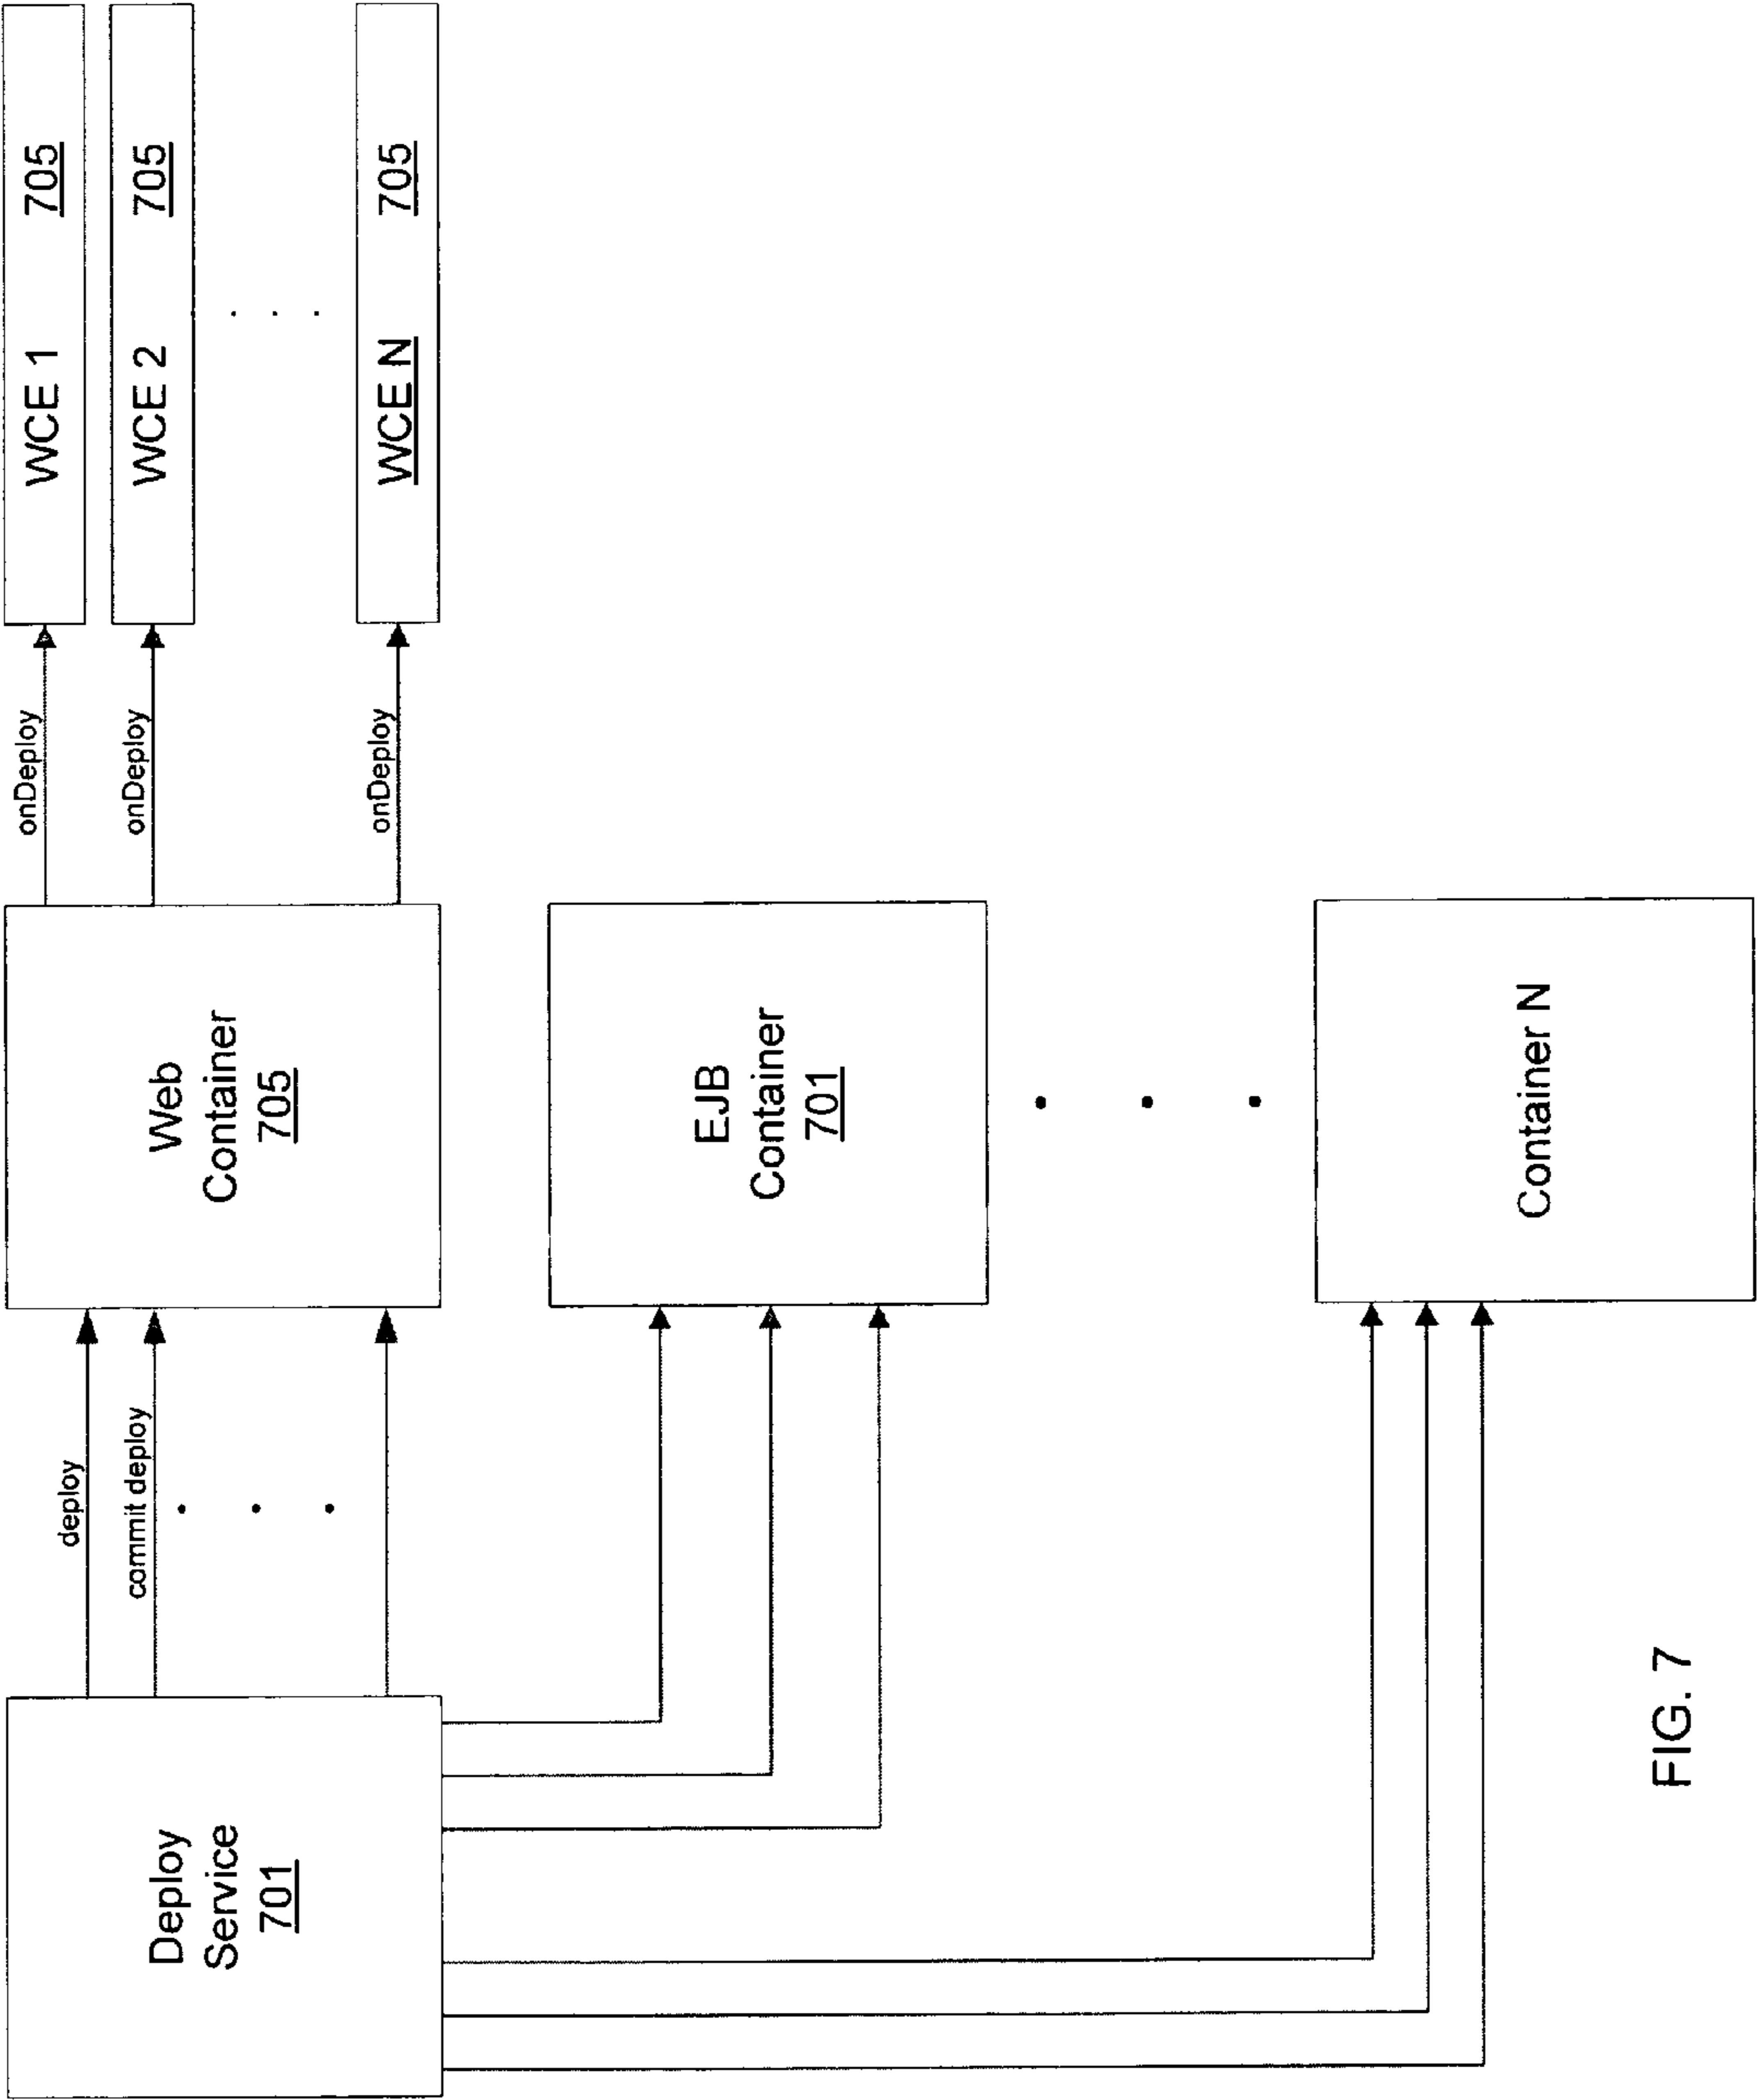 Deploy
Service
701
deploy
commit deploy
Web
Container
705
onDeploy
onDeploy
onDeploy
WCE 1 705
WCE 2 705
WCE N 705
EJB
Container
701
Container N
FIG. 7